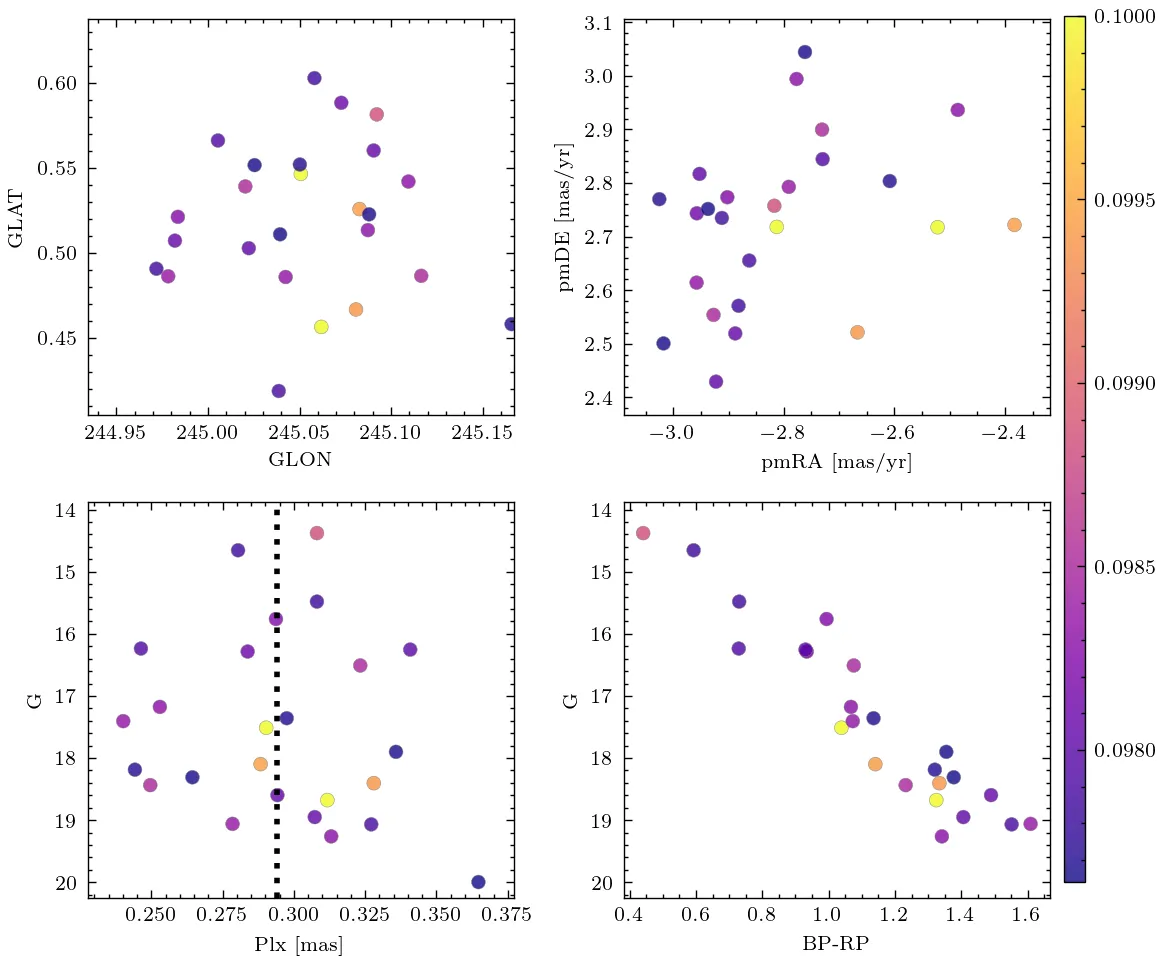 0.60
0.55
0.50
0.45
GLAT
244.95 245.00 245.05 245.10 245.15
GLON
3.1
3.0
2.9
2.8
2.7
2.6
2.5
2.4
pmDE [mas/yr]
−3.0 −2.8 −2.6 −2.4
pmRA [mas/yr]
0.1000
0.0995
0.0990
0.0985
0.0980
14
15
16
17
18
19
20
G
0.250 0.275 0.300 0.325 0.350 0.375
Plx [mas]
14
15
16
17
18
19
20
G
0.4 0.6 0.8 1.0 1.2 1.4 1.6
BP-RP